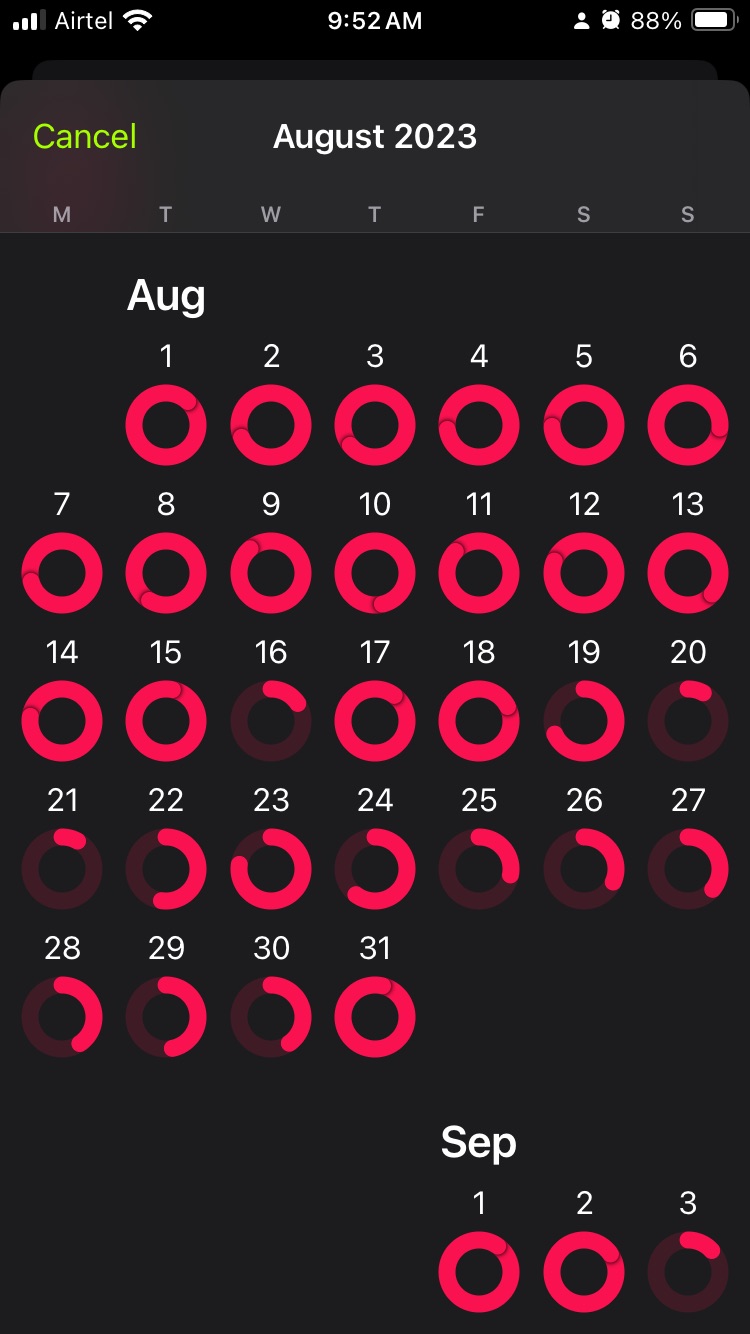 Airtel 9:52 AM 88%
Cancel August 2023
M T W T F S S
Aug
1 2 3 4 5 6
7 8 9 10 11 12 13
14 15 16 17 18 19 20
21 22 23 24 25 26 27
28 29 30 31
Sep
1 2 3